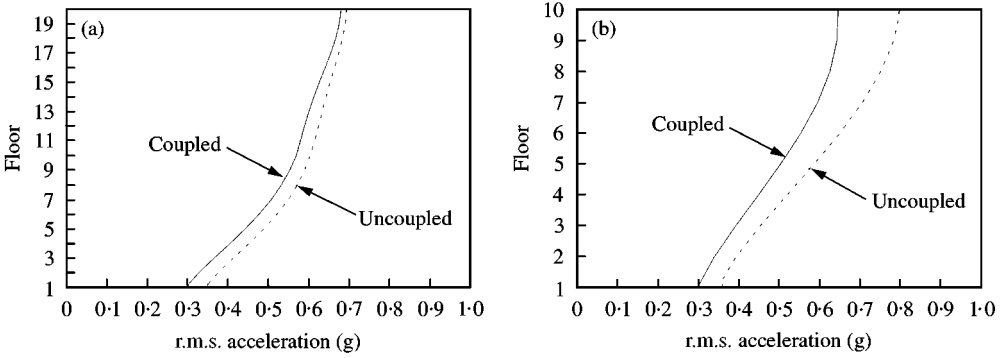 (a)
19
17
15
13
11
9
7
5
3
1
Floor
Coupled
Uncoupled
0 0·1 0·2 0·3 0·4 0·5 0·6 0·7 0·8 0·9 1·0
r.m.s. acceleration (g)
(b)
10
9
8
7
6
5
4
3
2
1
Floor
Coupled
Uncoupled
0 0·1 0·2 0·3 0·4 0·5 0·6 0·7 0·8 0·9 1·0
r.m.s. acceleration (g)